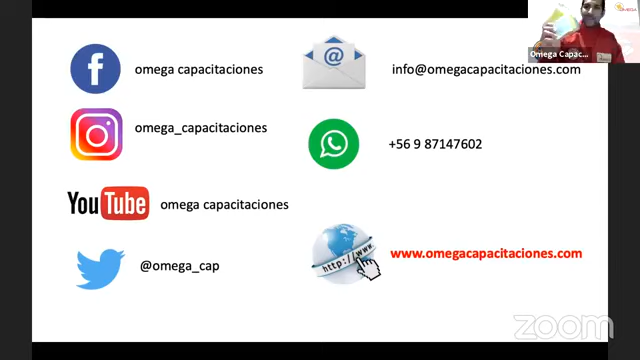 omega capacitaciones
omega_capacitaciones
YouTube omega capacitaciones
@omega_cap
@
info@omegacapacitaciones.com
+56 9 87147602
http://www
www.omegacapacitaciones.com
Omega Capac...
zoom